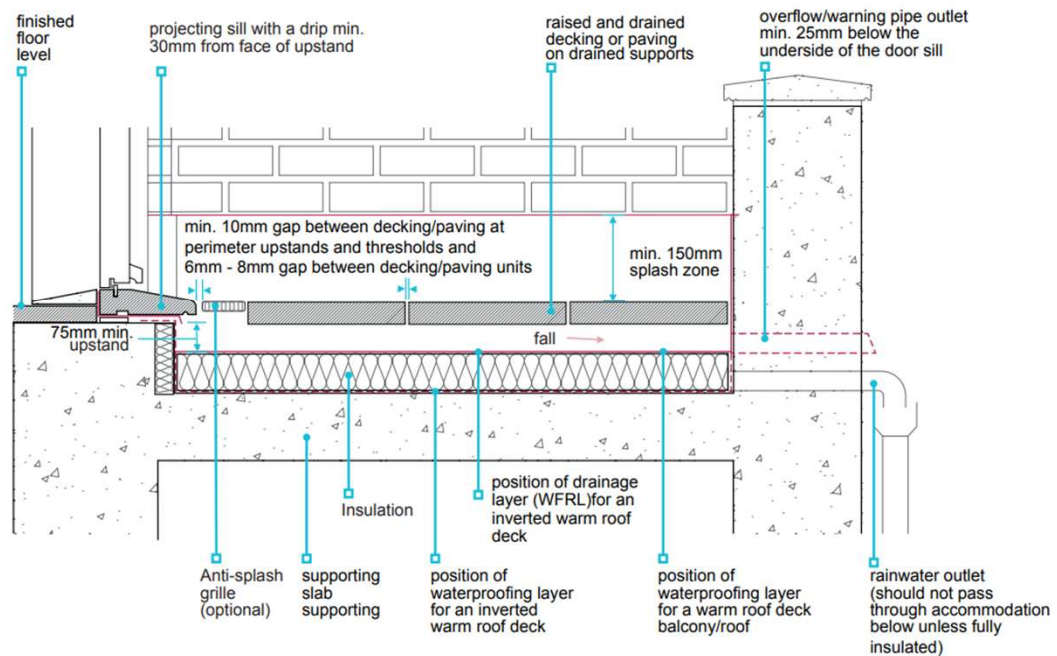 finished
floor
level
projecting sill with a drip min.
30mm from face of upstand
raised and drained
decking or paving
on drained supports
overflow/warning pipe outlet
min. 25mm below the
underside of the door sill
min. 10mm gap between decking/paving at
perimeter upstands and thresholds and
6mm - 8mm gap between decking/paving units
min. 150mm
splash zone
75mm min.
upstand
fall
Insulation
position of drainage
layer (WFRL)for an
inverted warm roof
deck
Anti-splash
grille
(optional)
supporting
slab
supporting
position of
waterproofing layer
for an inverted
warm roof deck
position of
waterproofing layer
for a warm roof deck
balcony/roof
rainwater outlet
(should not pass
through accommodation
below unless fully
insulated)